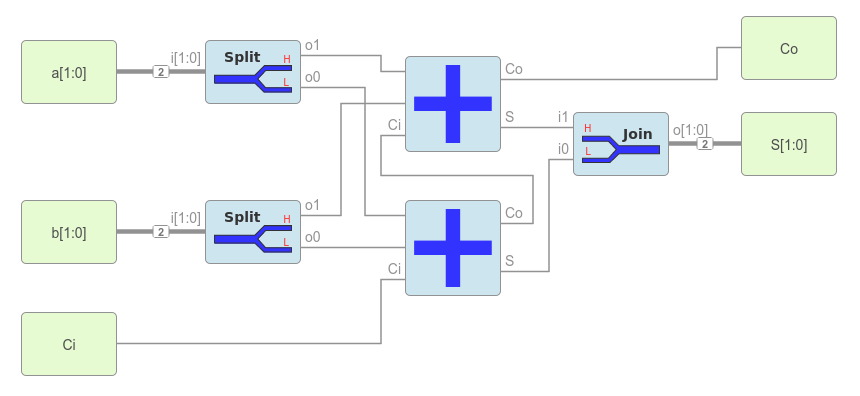 Co
a[1:0]
2
i[1:0]
Split
H
L
o1
o0
Co
S
Ci
i1
i0
H
L
Join
o[1:0]
2
S[1:0]
b[1:0]
2
i[1:0]
Split
H
L
o1
o0
Ci
Co
S
Ci